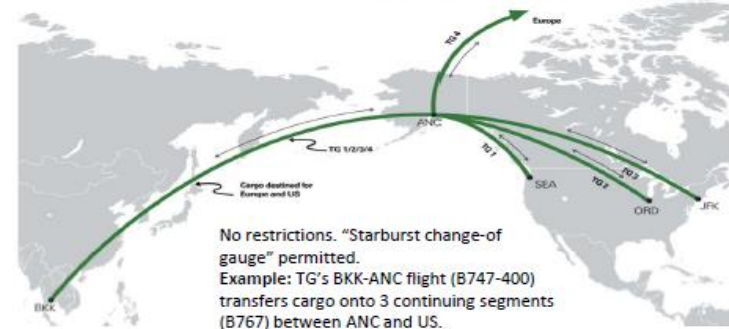 Europe
TG 4
ANC
TG 1/2/3/4
Cargo destined for
Europe and US
TG 1
TG 2
TG 3
SEA
ORD
JFK
BKK
No restrictions. “Starburst change-of
gauge” permitted.
Example: TG’s BKK-ANC flight (B747-400)
transfers cargo onto 3 continuing segments
(B767) between ANC and US.